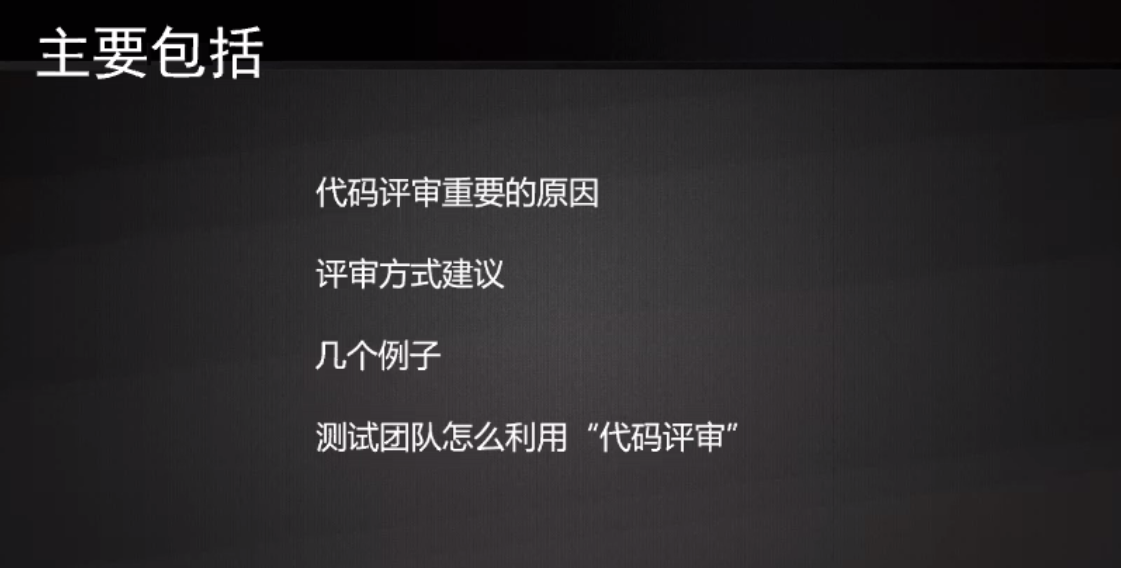 主要包括
代码评审重要的原因
评审方式建议
几个例子
测试团队怎么利用“代码评审”